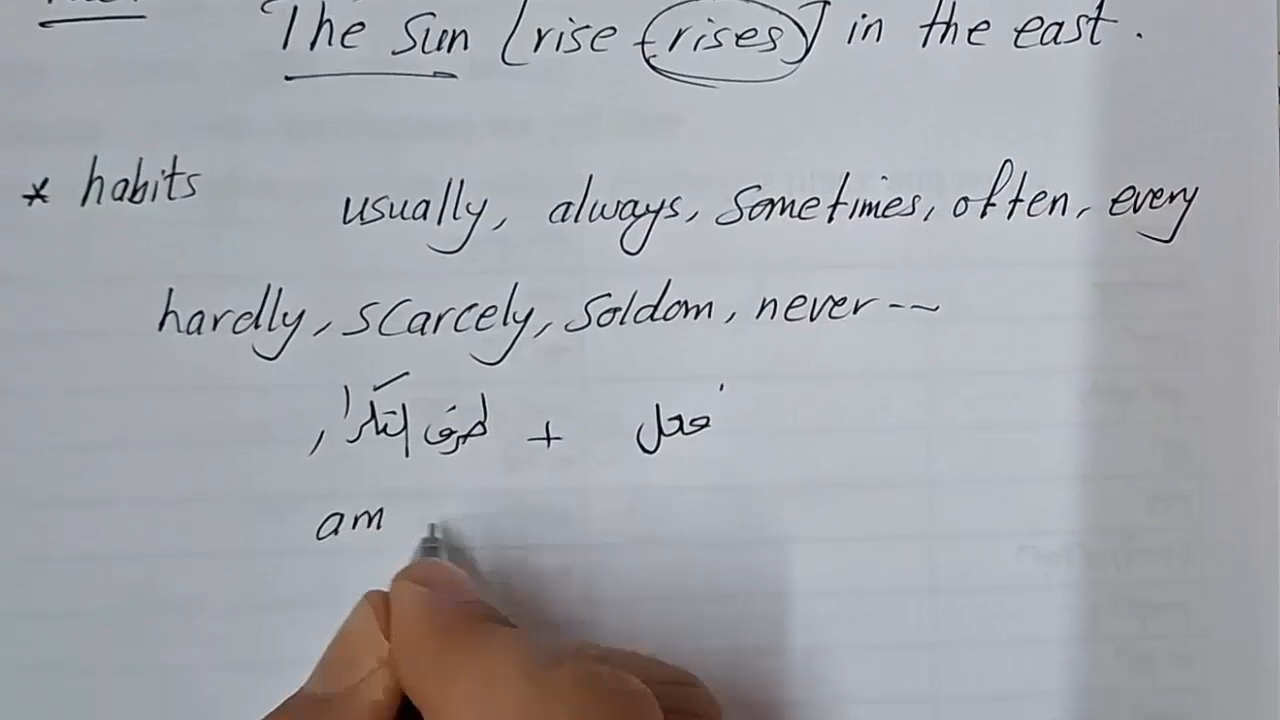 The Sun [rise - rises] in the east.
* habits usually, always, sometimes, often, every
hardly, scarcely, soldom, never --~
فعل + ظرف التكرار
am